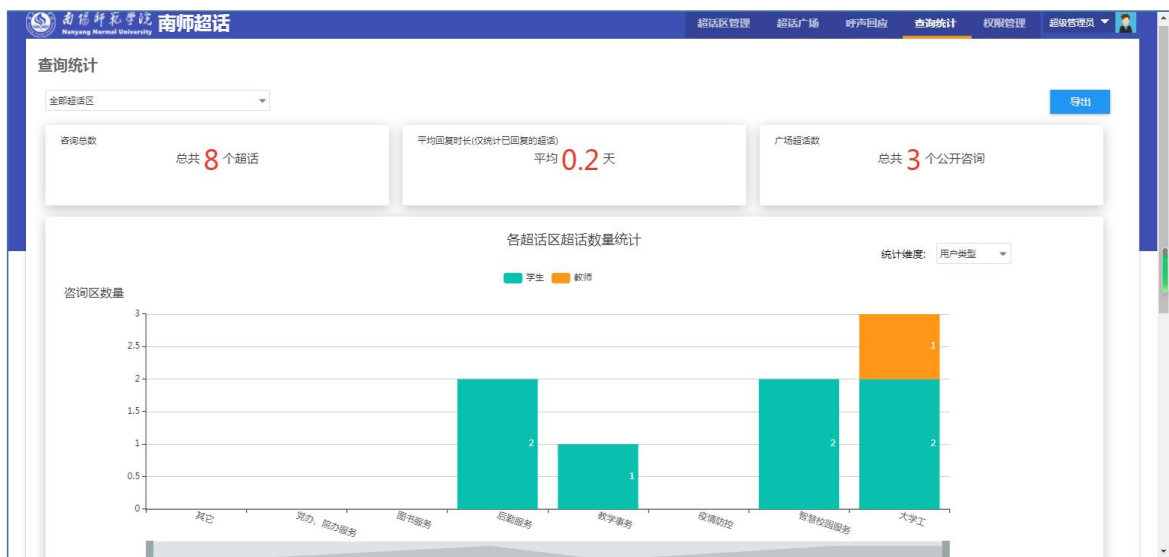 南阳师范学院 南师超话 超话区管理 超话广场 呼声回应 查询统计 权限管理 超级管理员
Nanyang Normal University
查询统计
全部超话区 导出
咨询总数 平均回复时长(仅统计已回复的超话) 广场超话数
总共 8 个超话 平均 0.2 天 总共 3 个公开咨询
各超话区超话数量统计
统计维度: 用户类型
学生 教师
咨询区数量
3
1
2.5
2
1.5
1
2 2 2
0.5
1
0
其它 党办、院办服务 图书服务 后勤服务 教学事务 疫情防控 智慧校园服务 大学工